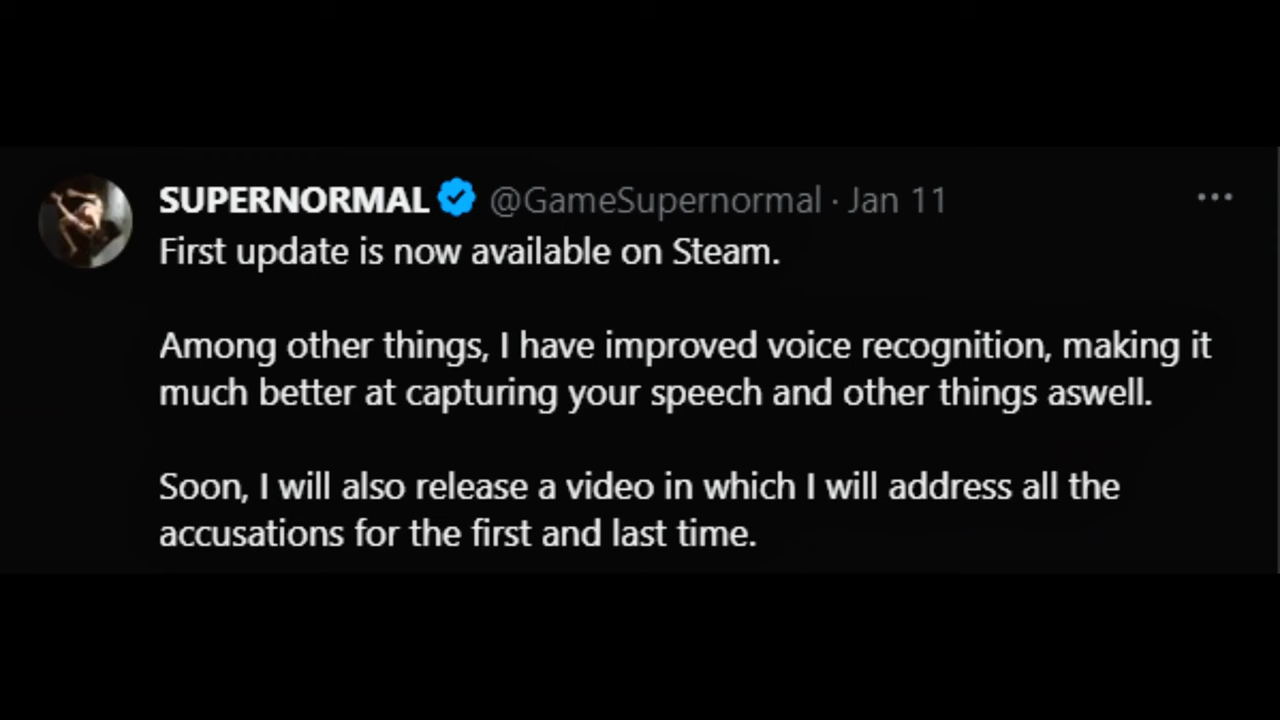 SUPERNORMAL @GameSupernormal · Jan 11
First update is now available on Steam.
Among other things, I have improved voice recognition, making it
much better at capturing your speech and other things aswell.
Soon, I will also release a video in which I will address all the
accusations for the first and last time.